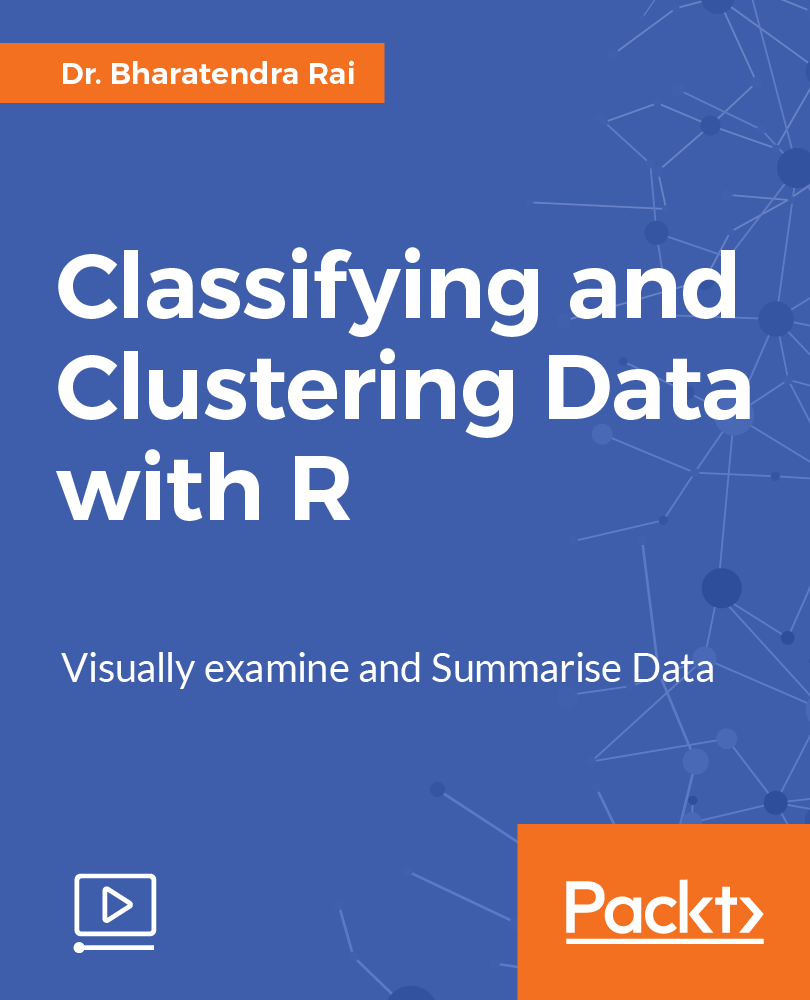 Dr. Bharatendra Rai
Classifying and
Clustering Data
with R
Visually examine and Summarise Data
Packt>